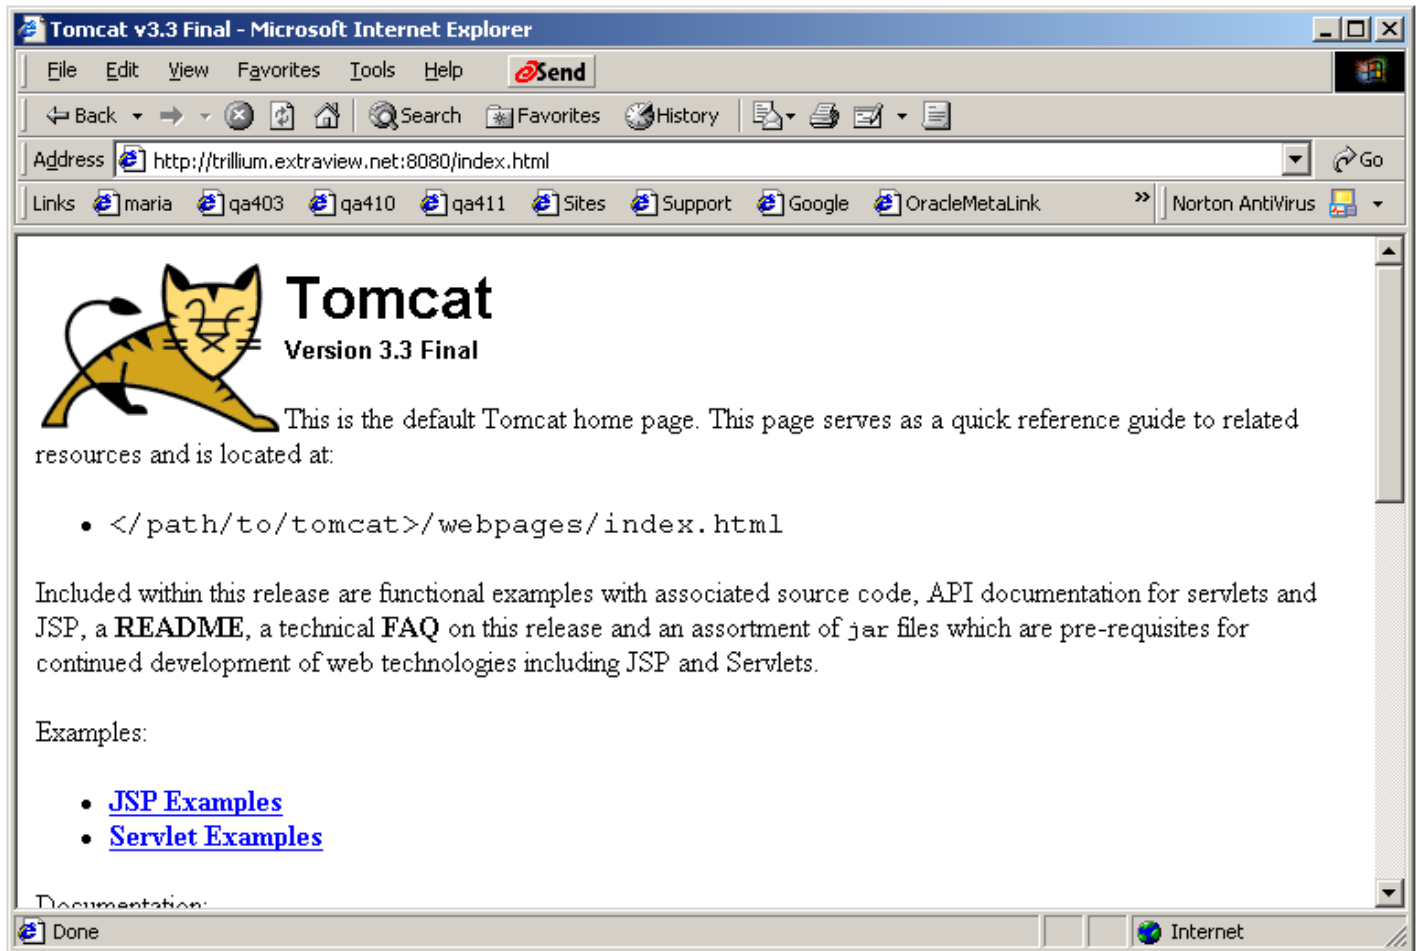 Tomcat v3.3 Final - Microsoft Internet Explorer
File Edit View Favorites Tools Help Send
Back Search Favorites History
Address http://trillium.extraview.net:8080/index.html Go
Links maria qa403 qa410 qa411 Sites Support Google OracleMetaLink » Norton AntiVirus
Tomcat
Version 3.3 Final
This is the default Tomcat home page. This page serves as a quick reference guide to related
resources and is located at:
• </path/to/tomcat>/webpages/index.html
Included within this release are functional examples with associated source code, API documentation for servlets and
JSP, a README, a technical FAQ on this release and an assortment of jar files which are pre-requisites for
continued development of web technologies including JSP and Servlets.
Examples:
• JSP Examples
• Servlet Examples
Documentation:
Done Internet